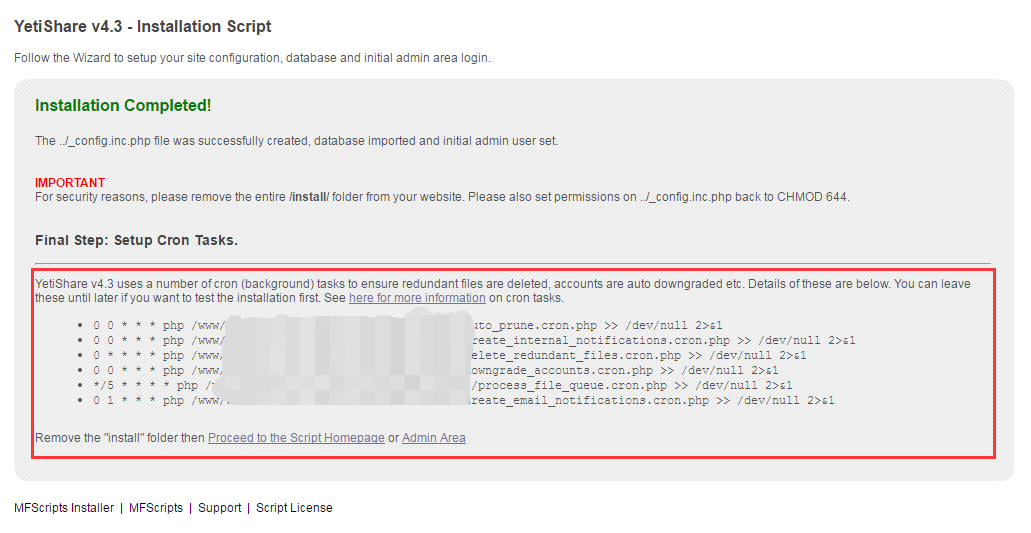 YetiShare v4.3 - Installation Script
Follow the Wizard to setup your site configuration, database and initial admin area login.
Installation Completed!
The ../_config.inc.php file was successfully created, database imported and initial admin user set.
IMPORTANT
For security reasons, please remove the entire /install/ folder from your website. Please also set permissions on ../_config.inc.php back to CHMOD 644.
Final Step: Setup Cron Tasks.
YetiShare v4.3 uses a number of cron (background) tasks to ensure redundant files are deleted, accounts are auto downgraded etc. Details of these are below. You can leave
these until later if you want to test the installation first. See here for more information on cron tasks.
• 0 0 * * * php /www/ uto_prune.cron.php >> /dev/null 2>&1
• 0 0 * * * php /www/ reate_internal_notifications.cron.php >> /dev/null 2>&1
• 0 * * * * php /www/ elete_redundant_files.cron.php >> /dev/null 2>&1
• 0 0 * * * php /www/ owngrade_accounts.cron.php >> /dev/null 2>&1
• */5 * * * * php / /process_file_queue.cron.php >> /dev/null 2>&1
• 0 1 * * * php /www/ reate_email_notifications.cron.php >> /dev/null 2>&1
Remove the "install" folder then Proceed to the Script Homepage or Admin Area
MFScripts Installer | MFScripts | Support | Script License